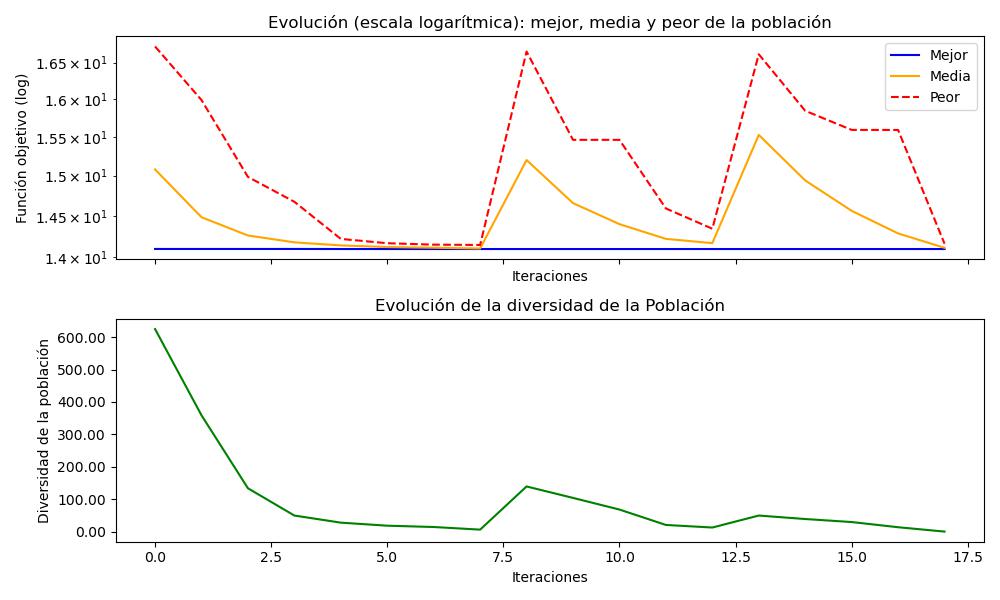 Evolución (escala logarítmica): mejor, media y peor de la población
Función objetivo (log)
1.65 × 10¹
1.6 × 10¹
1.55 × 10¹
1.5 × 10¹
1.45 × 10¹
1.4 × 10¹
Mejor
Media
Peor
Iteraciones
Evolución de la diversidad de la Población
Diversidad de la población
600.00
500.00
400.00
300.00
200.00
100.00
0.00
0.0 2.5 5.0 7.5 10.0 12.5 15.0 17.5
Iteraciones